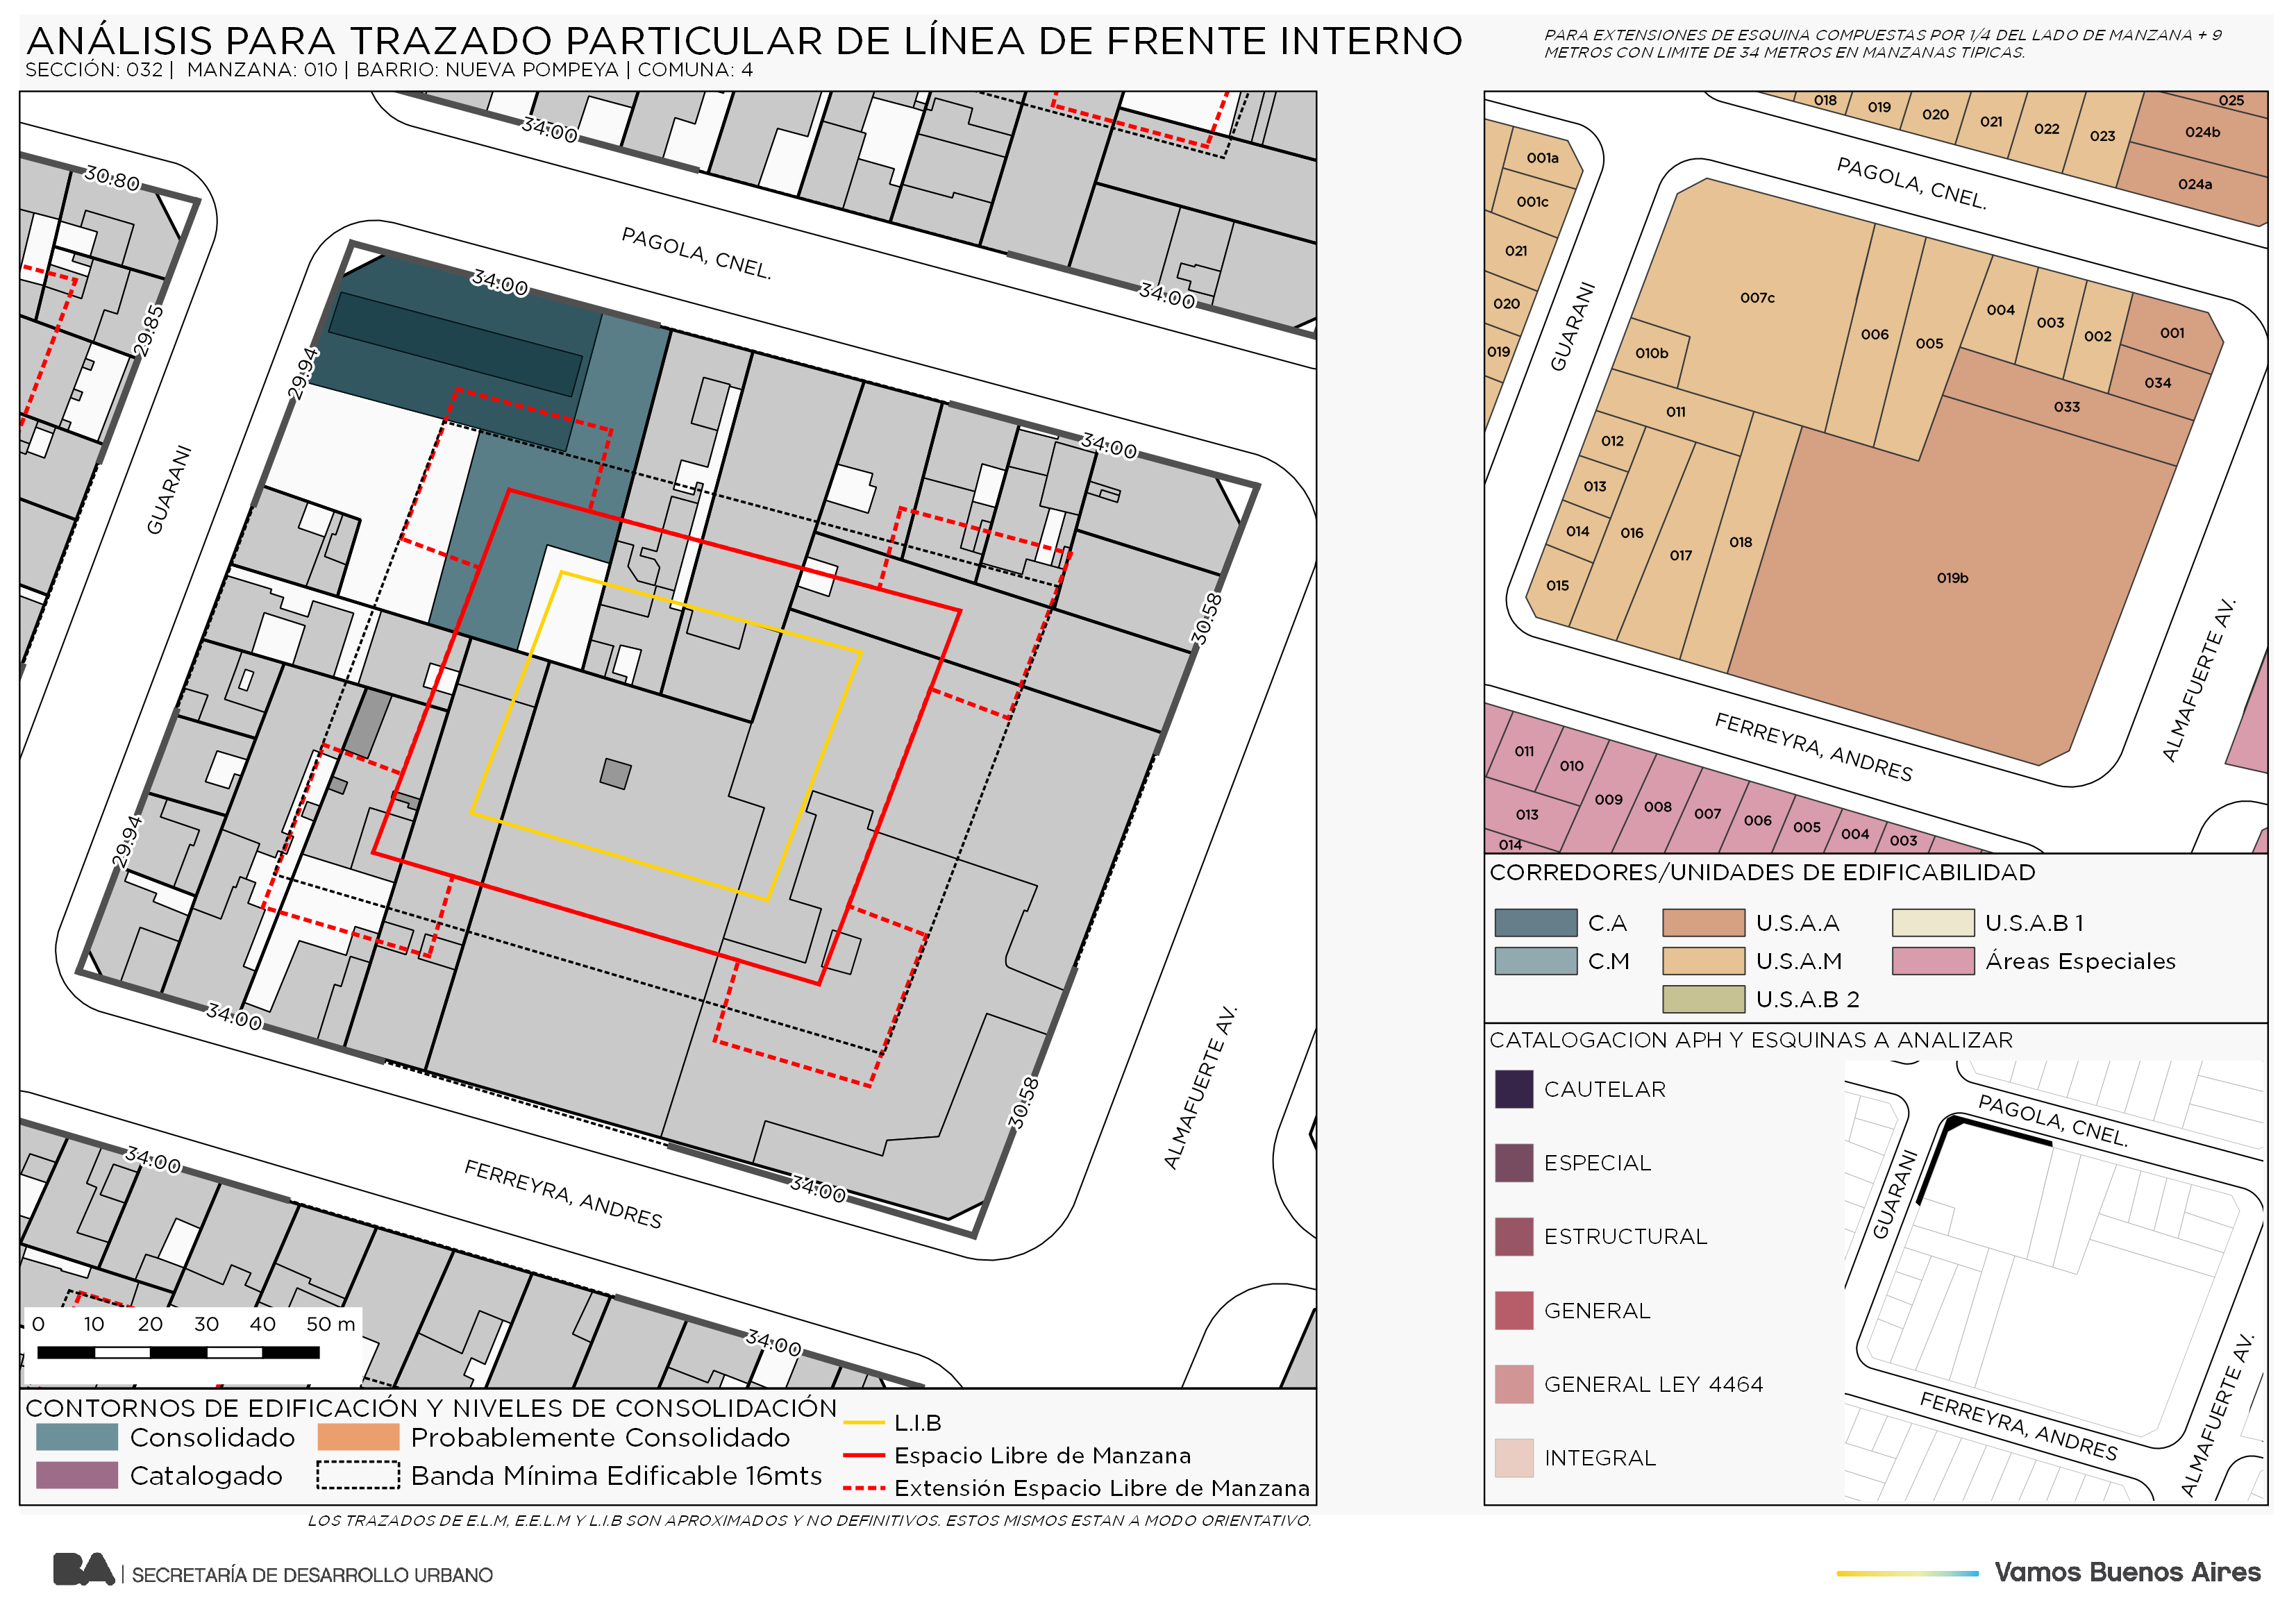 ANÁLISIS PARA TRAZADO PARTICULAR DE LÍNEA DE FRENTE INTERNO
SECCIÓN: 032 | MANZANA: 010 | BARRIO: NUEVA POMPEYA | COMUNA: 4
PARA EXTENSIONES DE ESQUINA COMPUESTAS POR 1/4 DEL LADO DE MANZANA + 9
METROS CON LIMITE DE 34 METROS EN MANZANAS TIPICAS.
34:00
30:80
PAGOLA, CNEL.
34:00
34:00
29:85
29:94
34:00
GUARANI
30:58
29:94
34:00
ALMAFUERTE AV.
30:58
34:00
FERREYRA, ANDRES
34:00
34:00
0 10 20 30 40 50 m
CONTORNOS DE EDIFICACIÓN Y NIVELES DE CONSOLIDACIÓN
Consolidado
Probablemente Consolidado
Catalogado
Banda Mínima Edificable 16mts
L.I.B
Espacio Libre de Manzana
Extensión Espacio Libre de Manzana
LOS TRAZADOS DE E.L.M, E.E.L.M Y L.I.B SON APROXIMADOS Y NO DEFINITIVOS. ESTOS MISMOS ESTAN A MODO ORIENTATIVO.
018
019
020
021
022
023
025
024b
024a
001a
001c
021
020
019
PAGOLA, CNEL.
GUARANI
007c
006
005
004
003
002
001
034
033
010b
011
012
013
014
015
016
017
018
019b
ALMAFUERTE AV.
FERREYRA, ANDRES
011
010
013
014
009
008
007
006
005
004
003
CORREDORES/UNIDADES DE EDIFICABILIDAD
C.A
U.S.A.A
U.S.A.B 1
C.M
U.S.A.M
Áreas Especiales
U.S.A.B 2
CATALOGACION APH Y ESQUINAS A ANALIZAR
CAUTELAR
ESPECIAL
ESTRUCTURAL
GENERAL
GENERAL LEY 4464
INTEGRAL
PAGOLA, CNEL.
GUARANI
FERREYRA, ANDRES
ALMAFUERTE AV.
BA | SECRETARÍA DE DESARROLLO URBANO
Vamos Buenos Aires